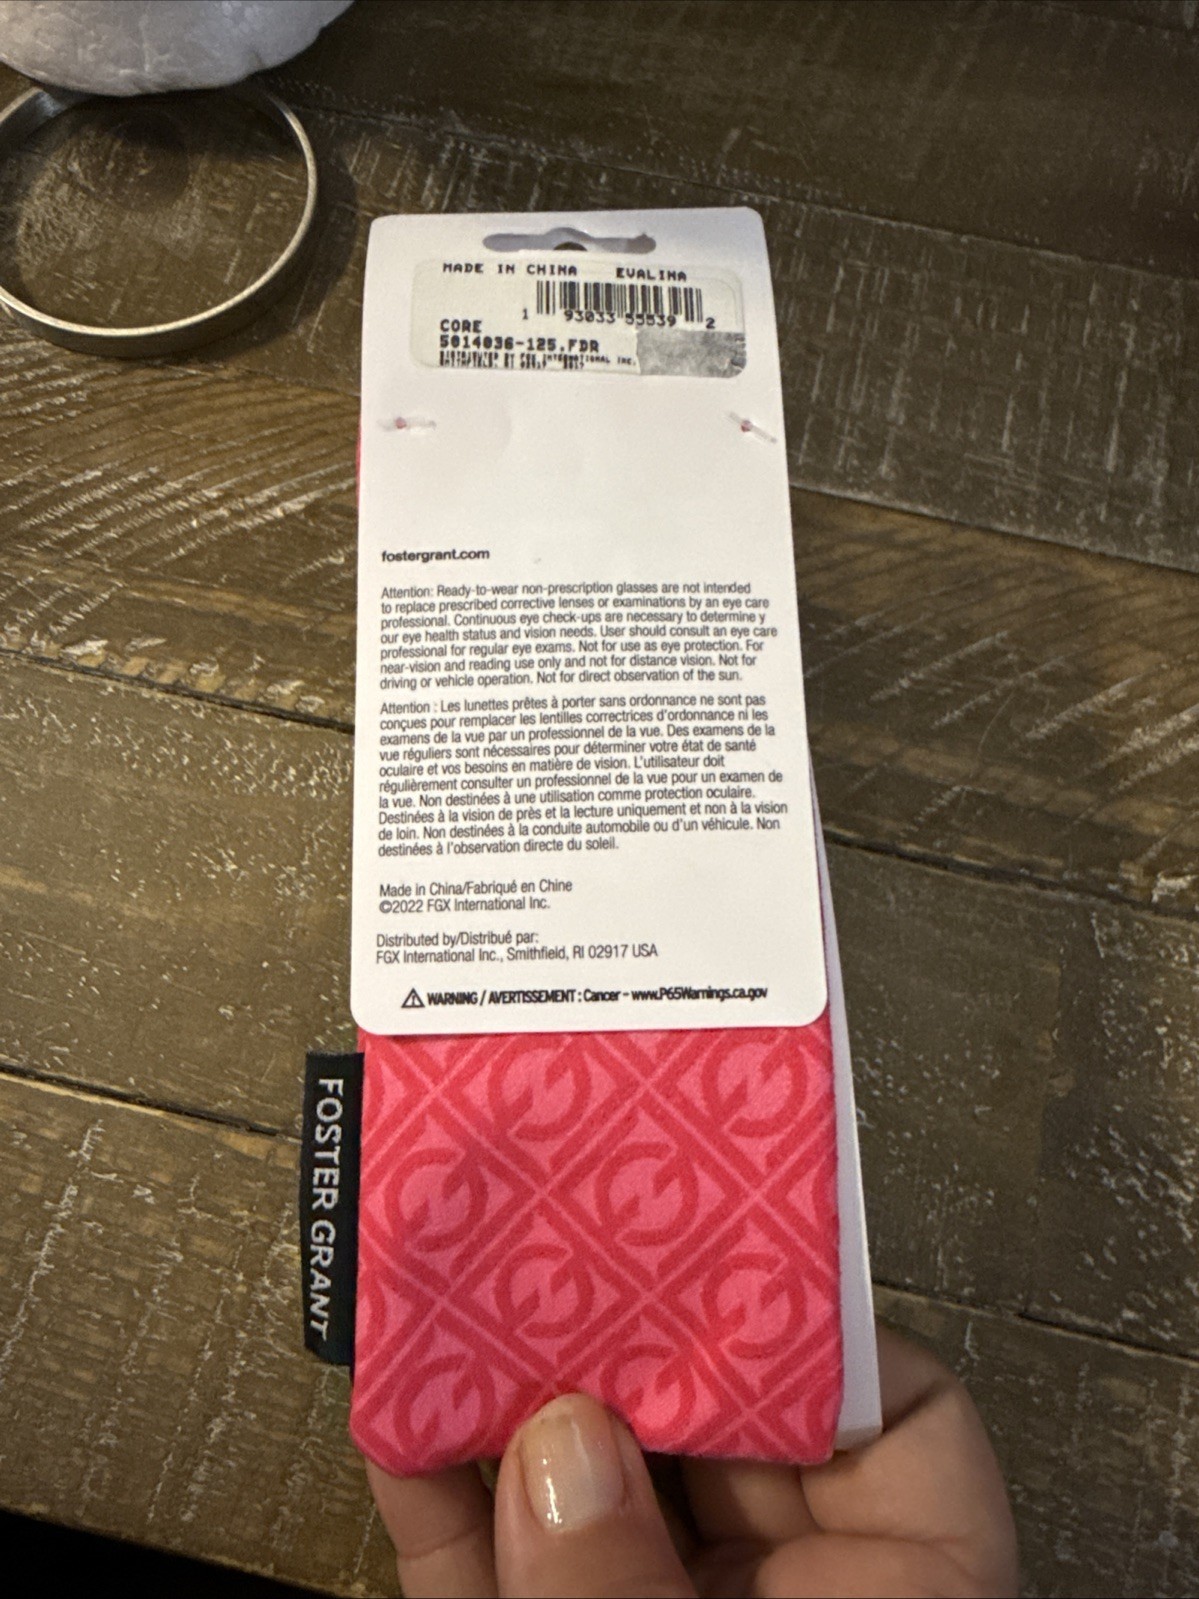 MADE IN CHINA EVALINA
1 93033 55539 2
CORE
5014036-125.FDR
INC.
fostergrant.com
Attention: Ready-to-wear non-prescription glasses are not intended
to replace prescribed corrective lenses or examinations by an eye care
professional. Continuous eye check-ups are necessary to determine y
our eye health status and vision needs. User should consult an eye care
professional for regular eye exams. Not for use as eye protection. For
near-vision and reading use only and not for distance vision. Not for
driving or vehicle operation. Not for direct observation of the sun.
Attention : Les lunettes prêtes à porter sans ordonnance ne sont pas
conçues pour remplacer les lentilles correctrices d'ordonnance ni les
examens de la vue par un professionnel de la vue. Des examens de la
vue réguliers sont nécessaires pour déterminer votre état de santé
oculaire et vos besoins en matière de vision. L'utilisateur doit
régulièrement consulter un professionnel de la vue pour un examen de
la vue. Non destinées à une utilisation comme protection oculaire.
Destinées à la vision de près et la lecture uniquement et non à la vision
de loin. Non destinées à la conduite automobile ou d'un véhicule. Non
destinées à l'observation directe du soleil.
Made in China/Fabriqué en Chine
©2022 FGX International Inc.
Distributed by/Distribué par:
FGX International Inc., Smithfield, RI 02917 USA
WARNING / AVERTISSEMENT : Cancer - www.P65Warnings.ca.gov
FOSTER GRANT